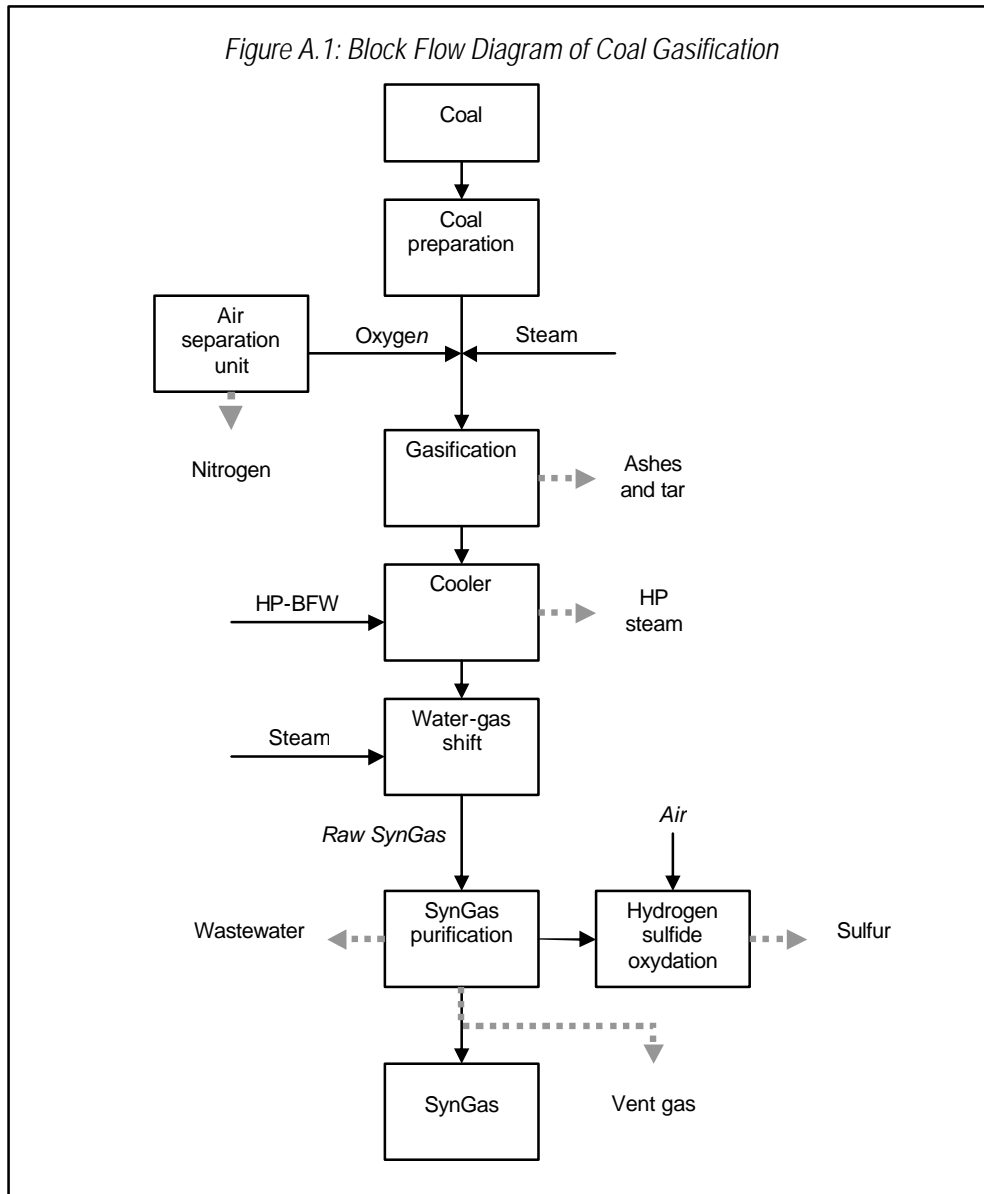 Figure A.1: Block Flow Diagram of Coal Gasification
Coal
Coal
preparation
Air
separation
unit
Oxygen
Steam
Nitrogen
Gasification
Ashes
and tar
HP-BFW
Cooler
HP
steam
Steam
Water-gas
shift
Raw SynGas
Air
Wastewater
SynGas
purification
Hydrogen
sulfide
oxydation
Sulfur
SynGas
Vent gas